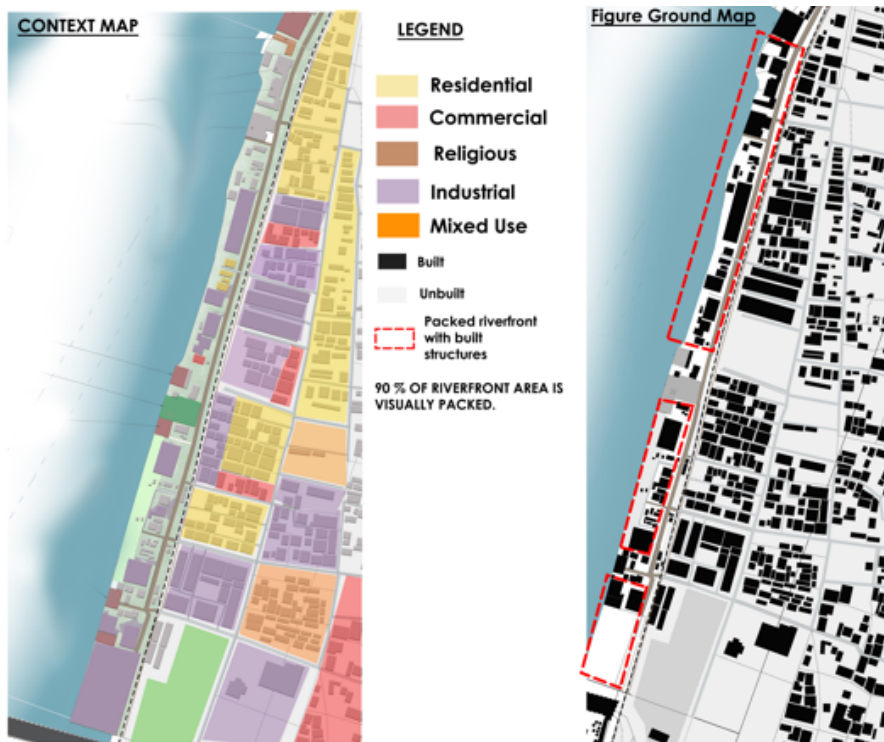 CONTEXT MAP
LEGEND
Residential
Commercial
Religious
Industrial
Mixed Use
Built
Unbuilt
Packed riverfront
with built
structures
90 % OF RIVERFRONT AREA IS
VISUALLY PACKED.
Figure Ground Map